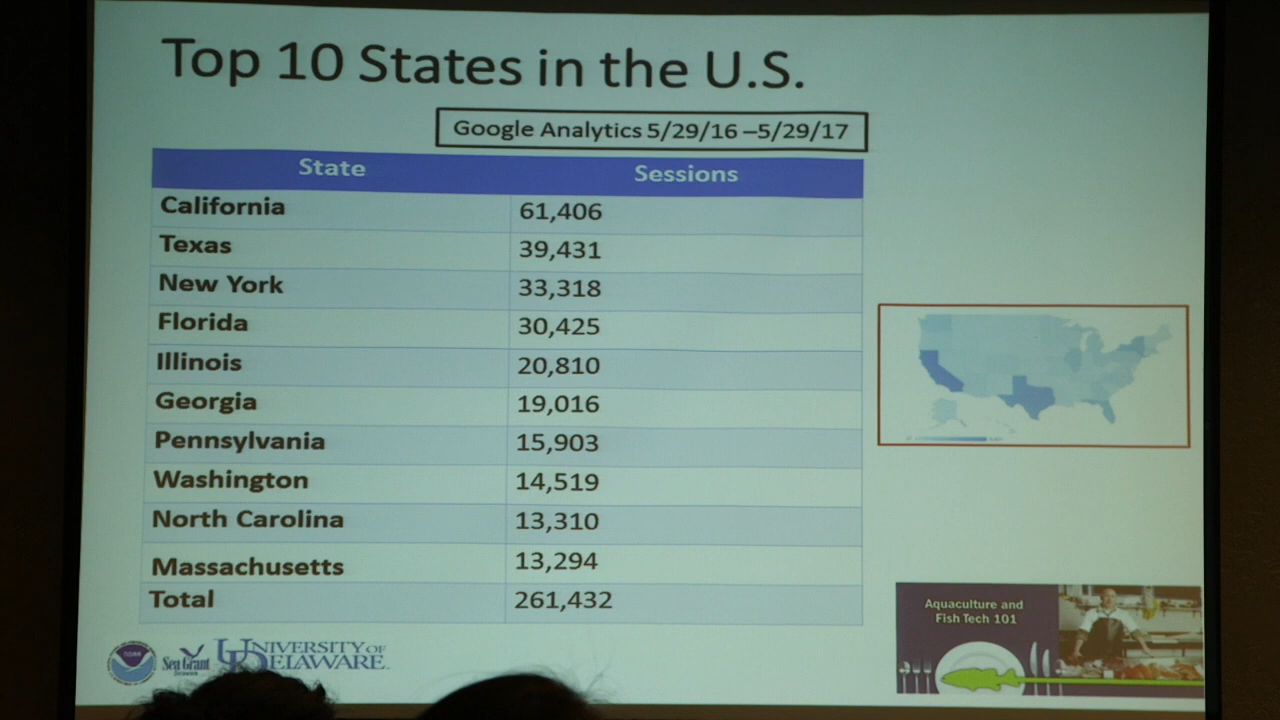 Top 10 States in the U.S.
Google Analytics 5/29/16 –5/29/17
State Sessions
California 61,406
Texas 39,431
New York 33,318
Florida 30,425
Illinois 20,810
Georgia 19,016
Pennsylvania 15,903
Washington 14,519
North Carolina 13,310
Massachusetts 13,294
Total 261,432
Aquaculture and
Fish Tech 101
Sea Grant
UNIVERSITY OF
DELAWARE